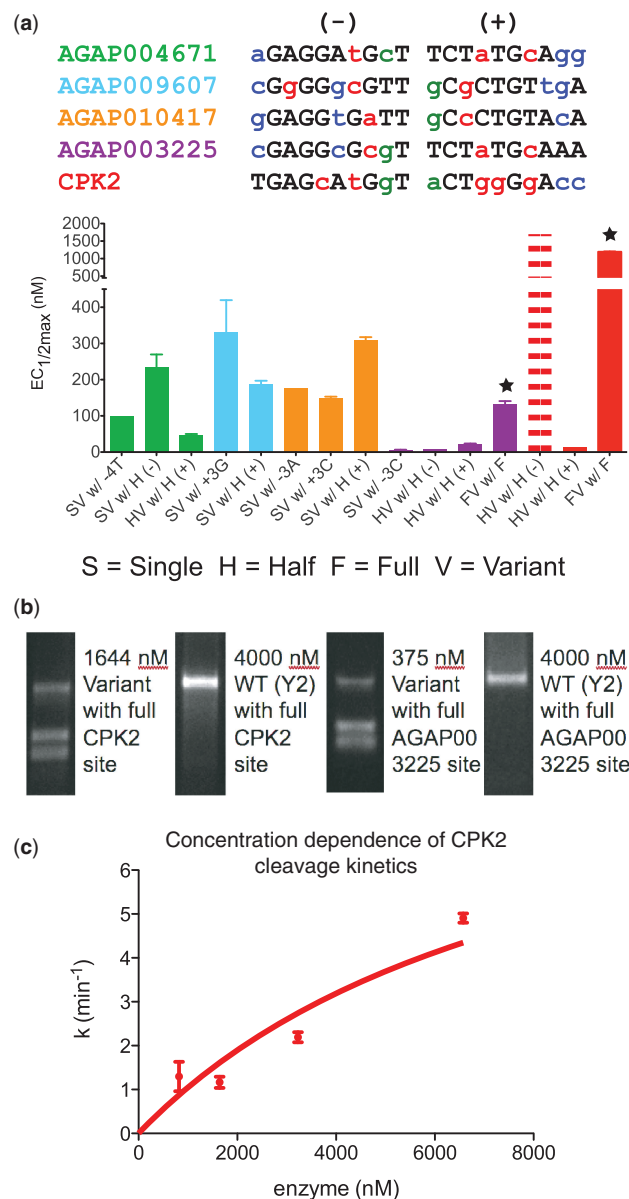 (a)
(-) (+)
AGAP004671 aGAGGAtGcT TCTaTGcAgg
AGAP009607 cGgGGgcGTT gCgCTGTtgA
AGAP010417 gGAGGtGaTT gCcCTGTAcA
AGAP003225 cGAGGcGcgT TCTaTGcAAA
CPK2 TGAGcAtGgT aCTggGgAcc
2000
1500
1000
500
400
300
200
100
0
EC1/2max (nM)
SV w/ -4T
SV w/ H (-)
HV w/ H (+)
SV w/ +3G
SV w/ H (+)
SV w/ -3A
SV w/ +3C
SV w/ H (+)
SV w/ -3C
HV w/ H (-)
HV w/ H (+)
FV w/ F
HV w/ H (-)
HV w/ H (+)
FV w/ F
S = Single H = Half F = Full V = Variant
(b)
1644 nM
Variant
with full
CPK2
site
4000 nM
WT (Y2)
with full
CPK2
site
375 nM
Variant
with full
AGAP00
3225 site
4000 nM
WT (Y2)
with full
AGAP00
3225 site
(c)
Concentration dependence of CPK2
cleavage kinetics
6
5
4
3
2
1
0
k (min-1)
0 2000 4000 6000 8000
enzyme (nM)